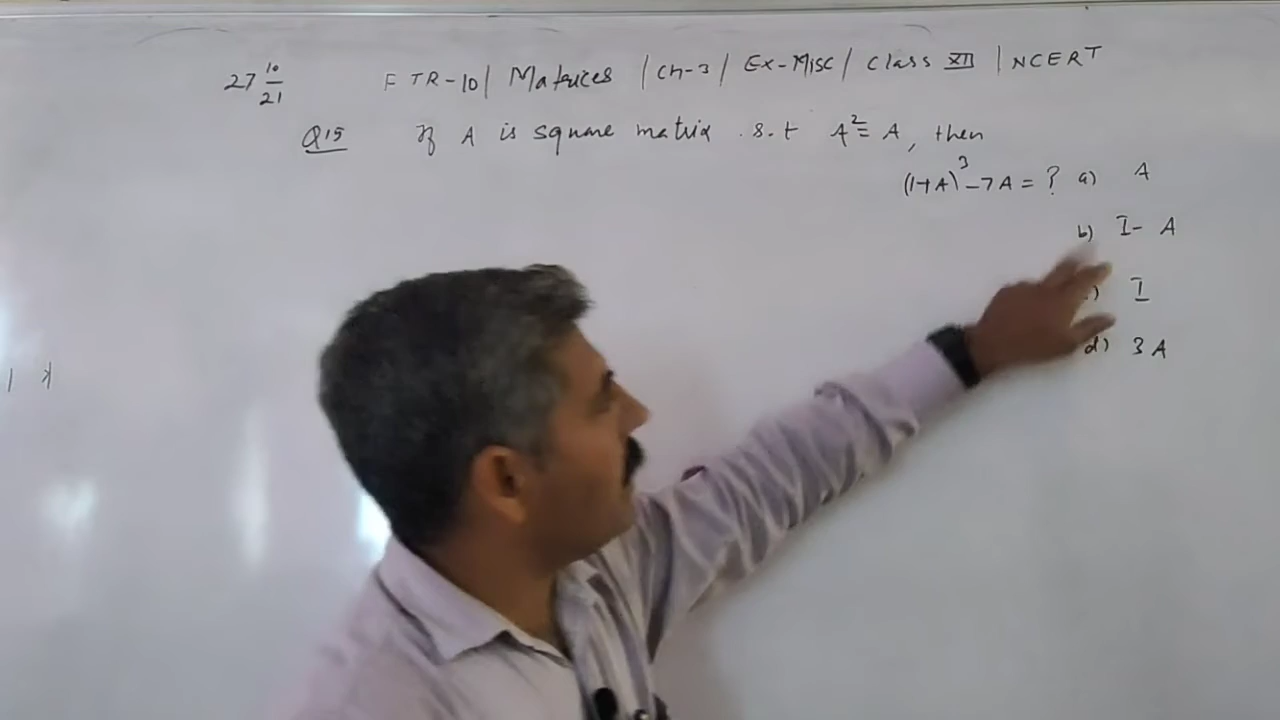 27 10/21 FTR-10 | Matrices | Ch-3 | Ex-Misc | Class XII | NCERT
Q15 If A is square matrix s.t A² = A, then
(I+A)³ - 7A = ? a) A
b) I - A
) I
d) 3A